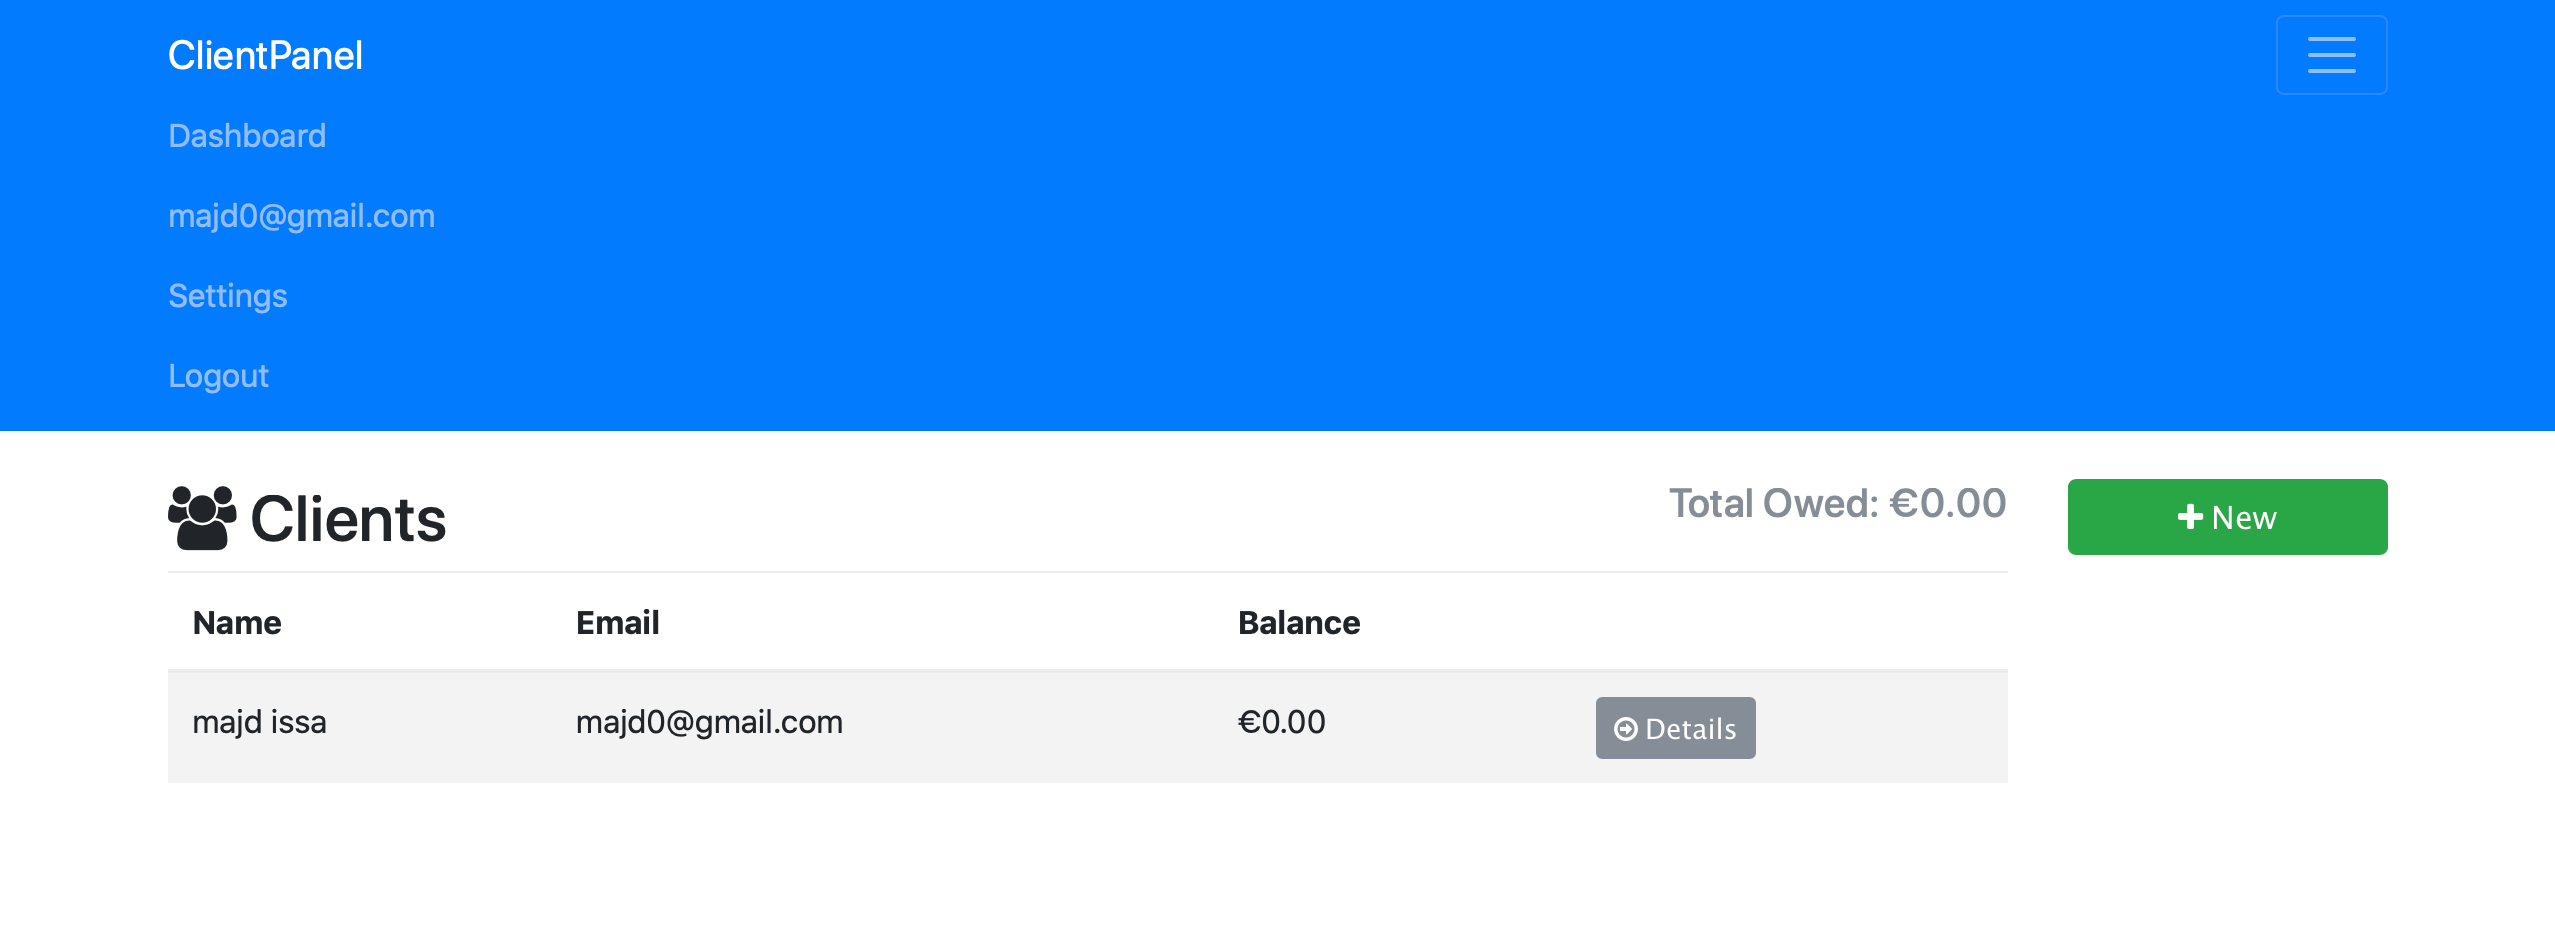 ClientPanel
Dashboard
majd0@gmail.com
Settings
Logout
Clients
Total Owed: €0.00
New
Name Email Balance
majd issa majd0@gmail.com €0.00 Details